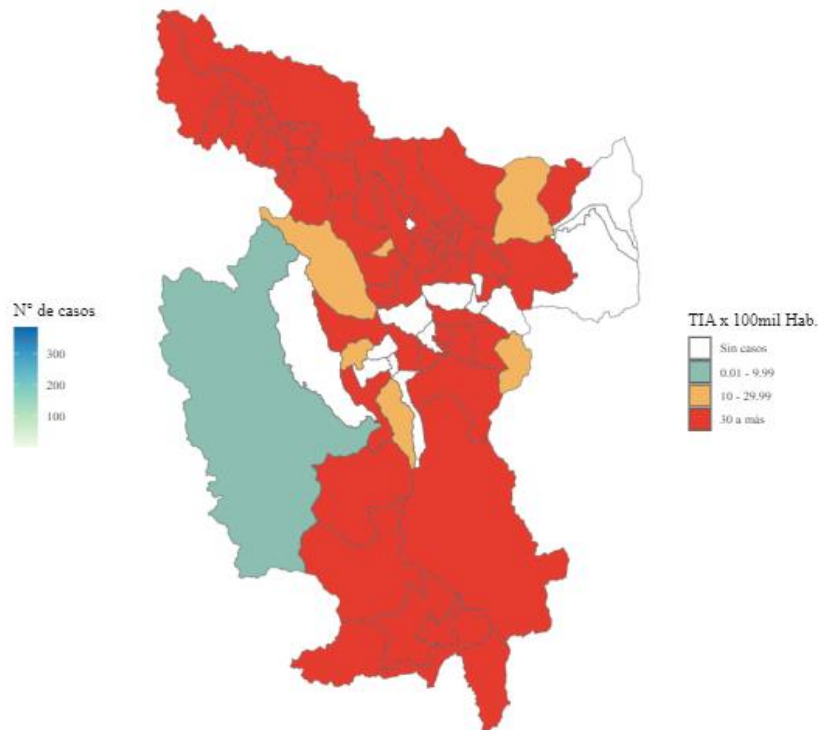 N° de casos
300
200
100
TIA x 100mil Hab.
Sin casos
0.01 - 9.99
10 - 29.99
30 a más